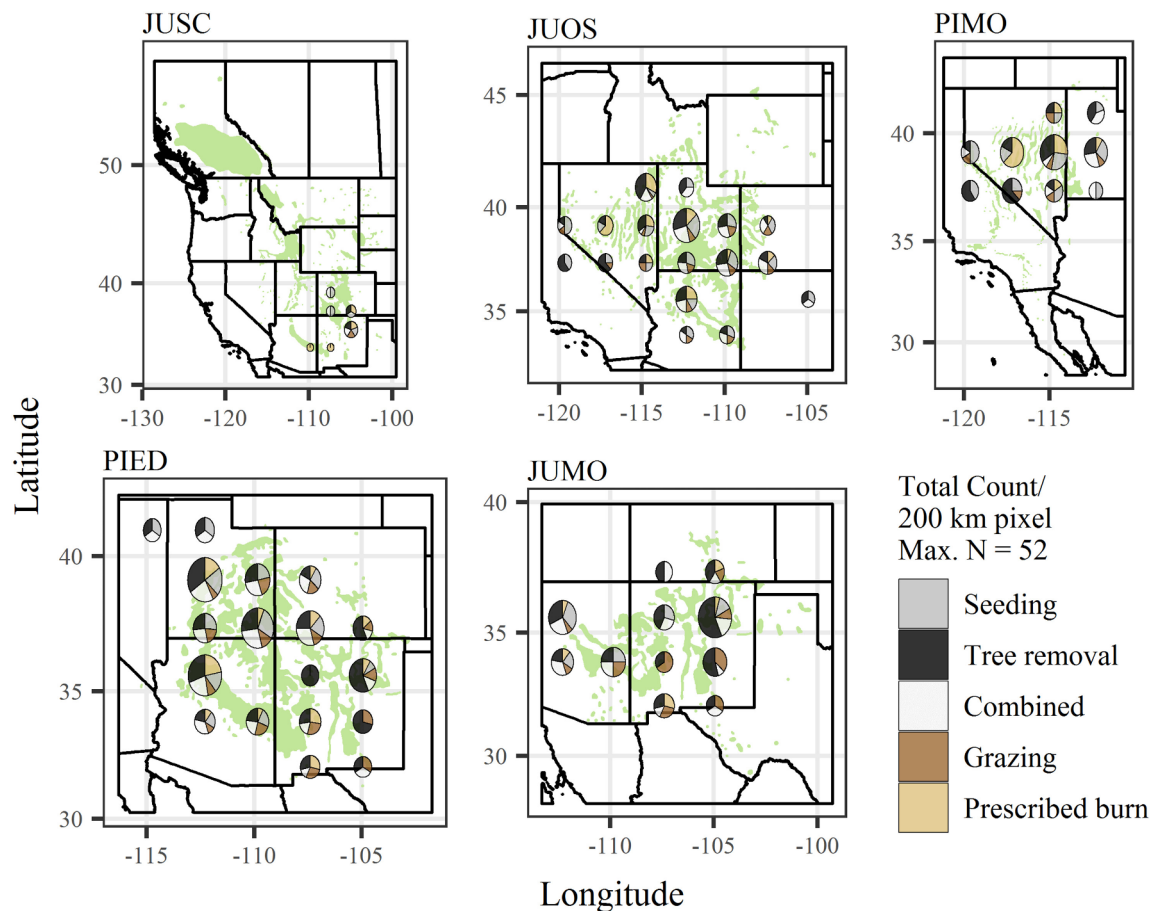 JUSC
JUOS
PIMO
50
40
30
-130
-120
-110
-100
45
40
35
-120
-115
-110
-105
40
35
30
-120
-115
Latitude
PIED
JUMO
40
35
30
-115
-110
-105
40
35
30
-110
-105
-100
Total Count/
200 km pixel
Max. N = 52
Seeding
Tree removal
Combined
Grazing
Prescribed burn
Longitude